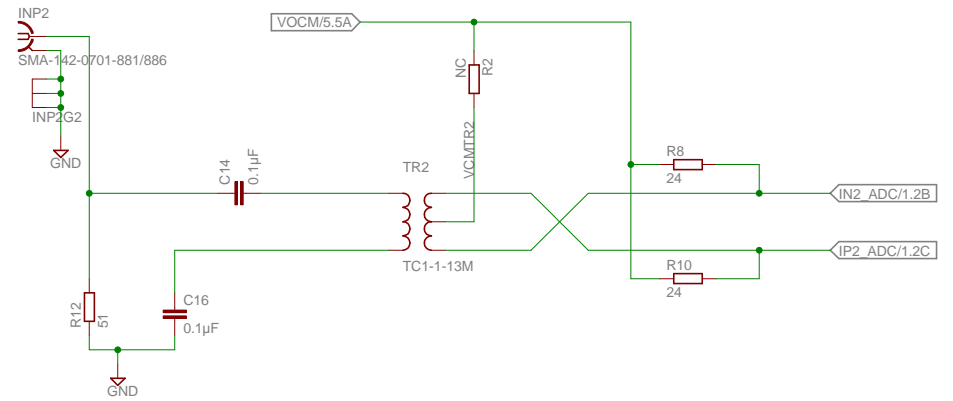 INP2
SMA-142-0701-881/886
INP2G2
GND
VOCM/5.5A
NC
R2
VCMTR2
C14
0.1µF
TR2
TC1-1-13M
R8
24
IN2_ADC/1.2B
IP2_ADC/1.2C
R10
24
R12
51
C16
0.1µF
GND